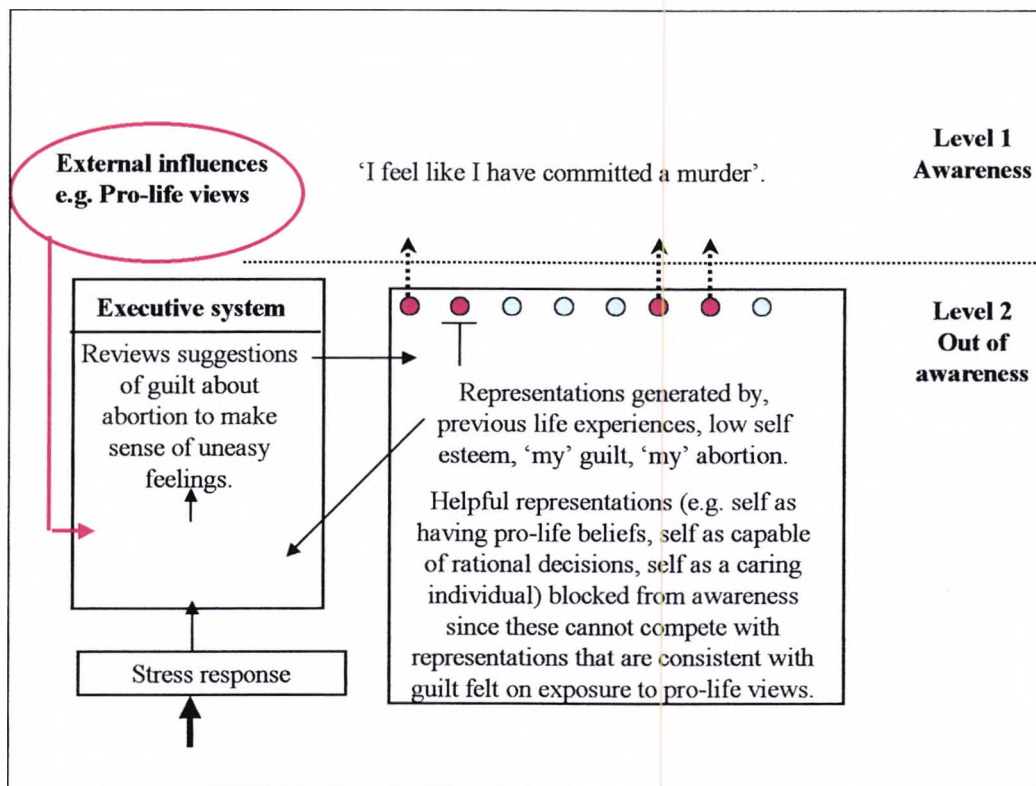 External influences
e.g. Pro-life views
'I feel like I have committed a murder'.
Level 1
Awareness
Executive system
Reviews suggestions
of guilt about
abortion to make
sense of uneasy
feelings.
Stress response
Representations generated by,
previous life experiences, low self
esteem, 'my' guilt, 'my' abortion.
Helpful representations (e.g. self as
having pro-life beliefs, self as capable
of rational decisions, self as a caring
individual) blocked from awareness
since these cannot compete with
representations that are consistent with
guilt felt on exposure to pro-life views.
Level 2
Out of
awareness